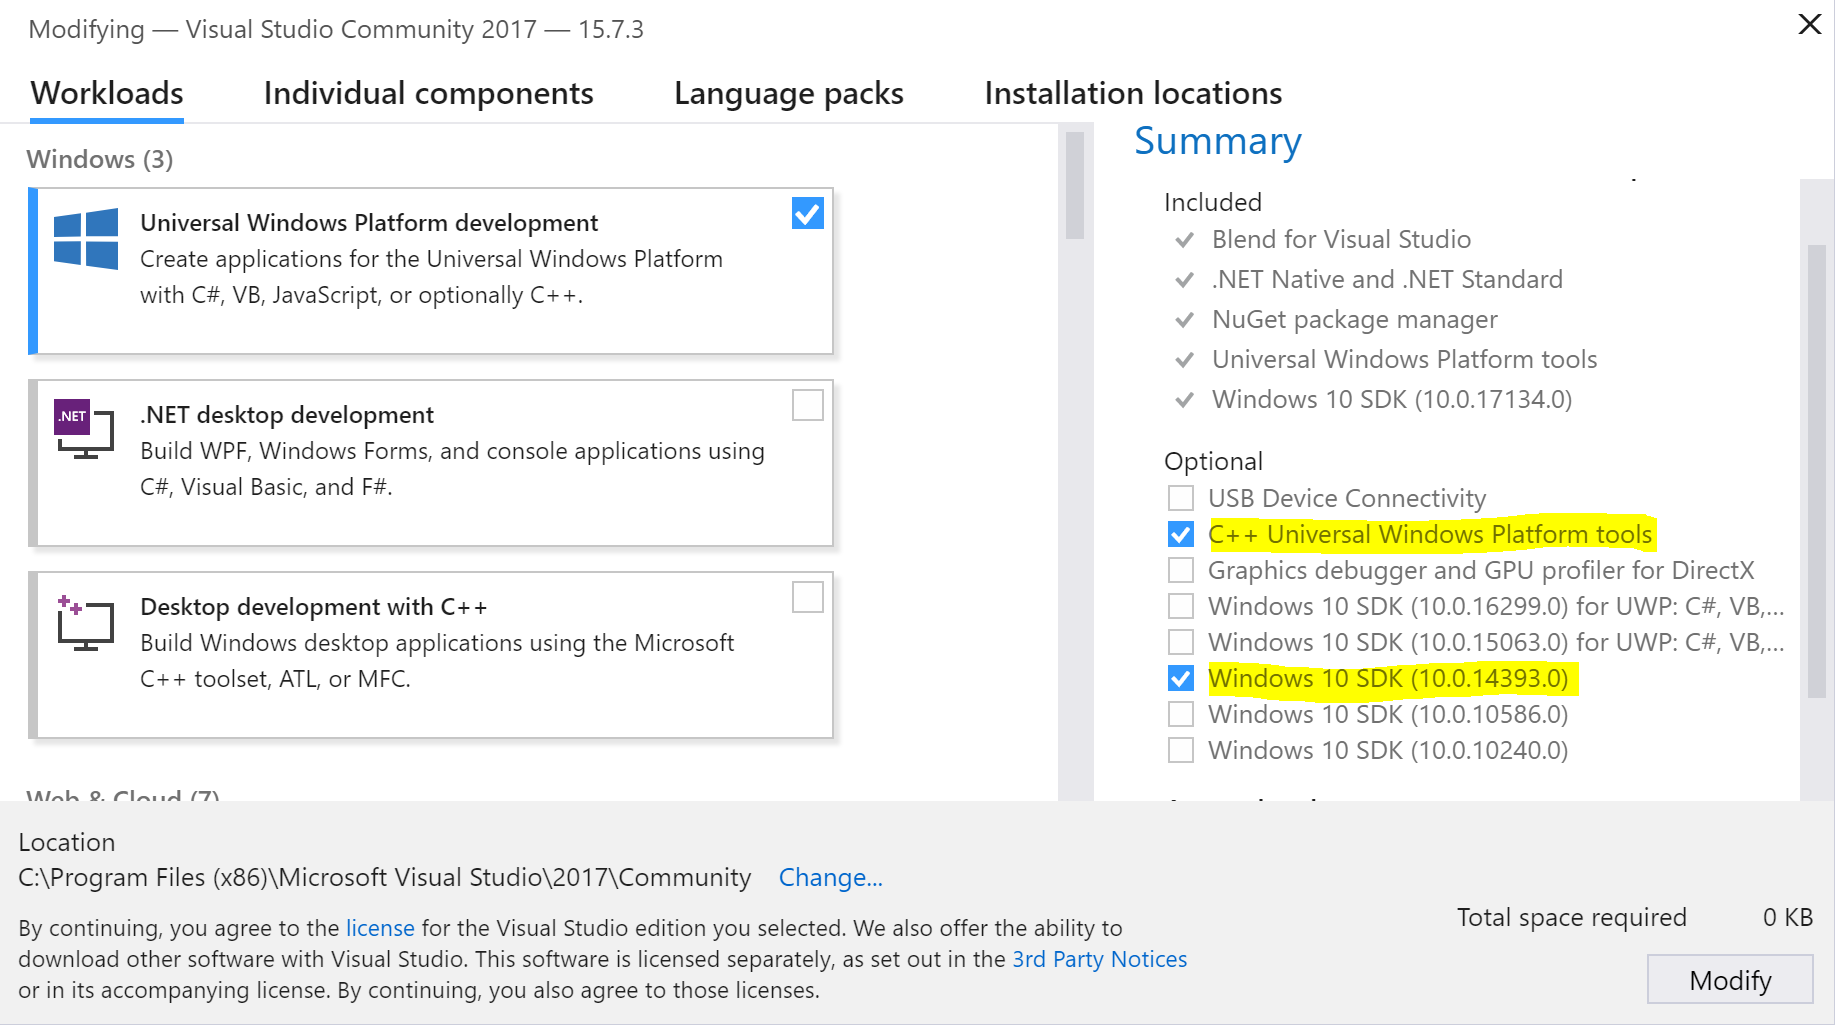 Modifying — Visual Studio Community 2017 — 15.7.3
Workloads
Individual components
Language packs
Installation locations
Windows (3)
Universal Windows Platform development
Create applications for the Universal Windows Platform
with C#, VB, JavaScript, or optionally C++.
.NET
.NET desktop development
Build WPF, Windows Forms, and console applications using
C#, Visual Basic, and F#.
Desktop development with C++
Build Windows desktop applications using the Microsoft
C++ toolset, ATL, or MFC.
Web & Cloud (7)
Summary
Included
Blend for Visual Studio
.NET Native and .NET Standard
NuGet package manager
Universal Windows Platform tools
Windows 10 SDK (10.0.17134.0)
Optional
USB Device Connectivity
C++ Universal Windows Platform tools
Graphics debugger and GPU profiler for DirectX
Windows 10 SDK (10.0.16299.0) for UWP: C#, VB,...
Windows 10 SDK (10.0.15063.0) for UWP: C#, VB,...
Windows 10 SDK (10.0.14393.0)
Windows 10 SDK (10.0.10586.0)
Windows 10 SDK (10.0.10240.0)
Location
C:\Program Files (x86)\Microsoft Visual Studio\2017\Community Change...
By continuing, you agree to the license for the Visual Studio edition you selected. We also offer the ability to
download other software with Visual Studio. This software is licensed separately, as set out in the 3rd Party Notices
or in its accompanying license. By continuing, you also agree to those licenses.
Total space required 0 KB
Modify